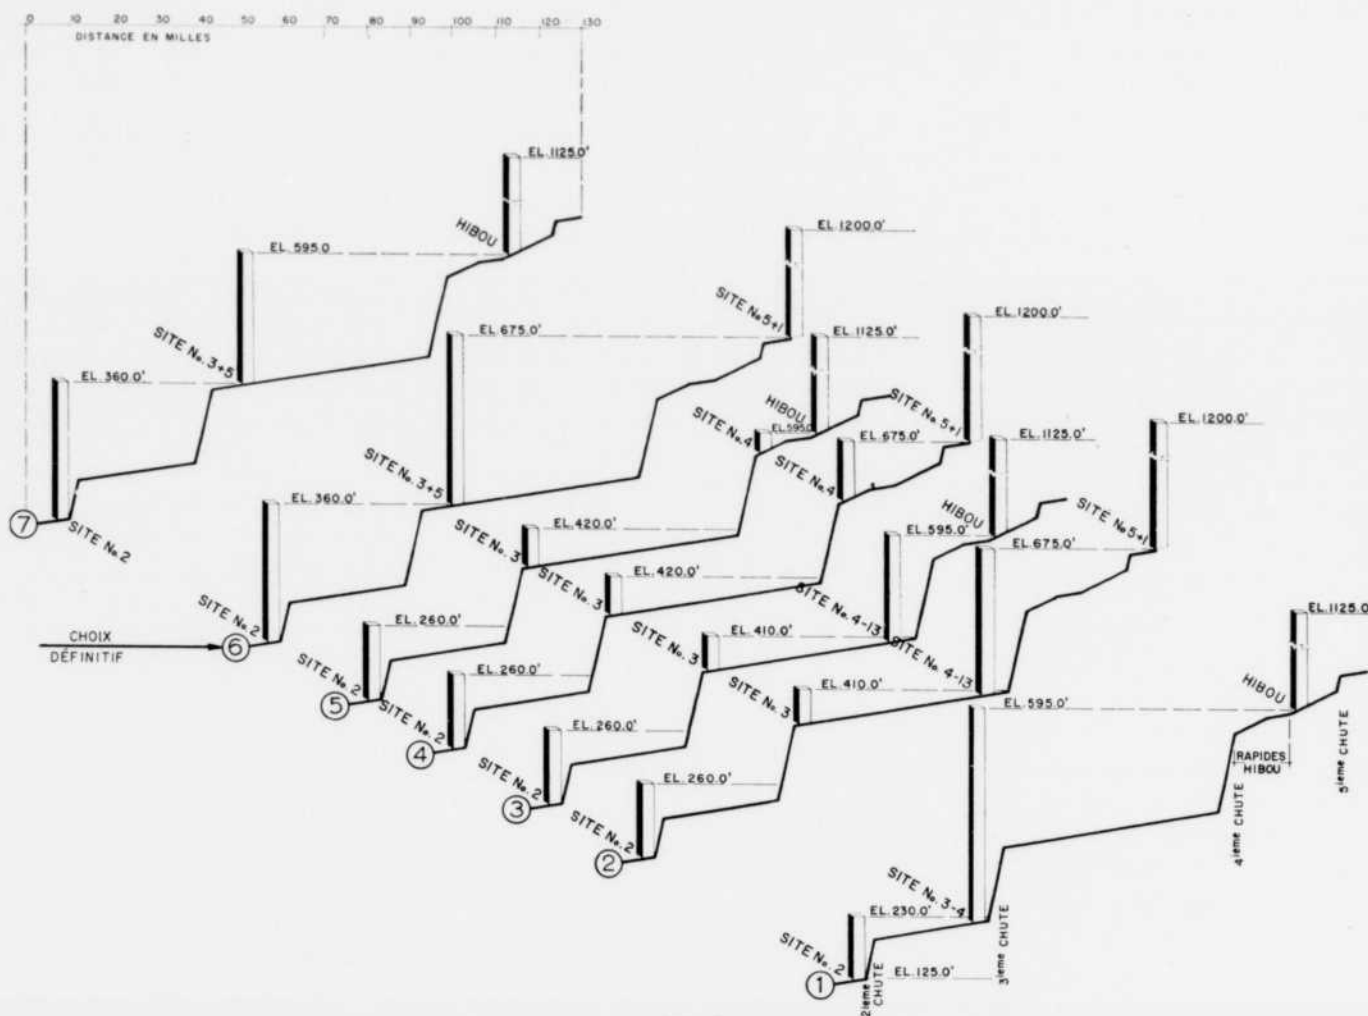 0 10 20 30 40 50 60 70 80 90 100 110 120 130
DISTANCE EN MILLES
EL. 1125.0'
HIBOU
EL. 595.0
SITE No. 3+5
EL. 360.0'
7
SITE No. 2
EL. 1200.0'
SITE No. 5+1
EL. 675.0'
SITE No. 3+5
EL. 360.0'
SITE No. 2
6
CHOIX
DÉFINITIF
EL. 1125.0'
HIBOU
EL. 595.0
SITE No. 4
EL. 420.0'
SITE No. 3
EL. 260.0'
SITE No. 2
5
EL. 1200.0'
SITE No. 5+1
EL. 675.0'
SITE No. 4
EL. 420.0'
SITE No. 3
EL. 260.0'
SITE No. 2
4
EL. 1125.0'
HIBOU
EL. 595.0'
SITE No. 4-13
EL. 410.0'
SITE No. 3
EL. 260.0'
SITE No. 2
3
EL. 1200.0'
SITE No. 5+1
EL. 675.0'
SITE No. 4-13
EL. 410.0'
SITE No. 3
EL. 260.0'
SITE No. 2
2
EL. 1125.0'
HIBOU
EL. 595.0'
RAPIDES
HIBOU
5ieme CHUTE
4ieme CHUTE
SITE No. 3-4
3ieme CHUTE
EL. 230.0'
SITE No. 2
EL. 125.0'
1
2ieme
CHUTE